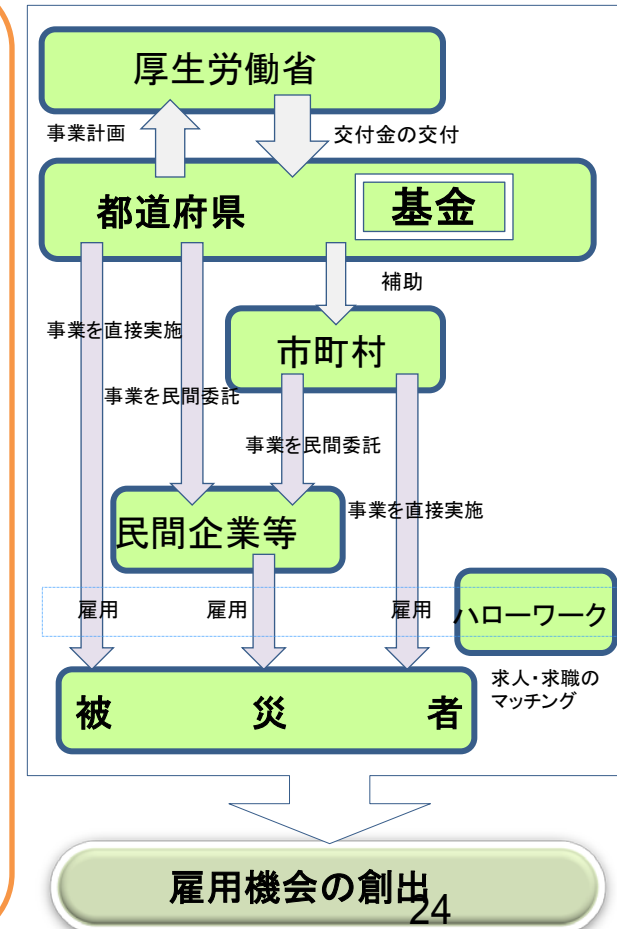 厚生労働省
事業計画
交付金の交付
都道府県
基金
補助
事業を直接実施
市町村
事業を民間委託
事業を民間委託
民間企業等
事業を直接実施
雇用
雇用
雇用
ハローワーク
求人・求職の
マッチング
被災者
雇用機会の創出
24